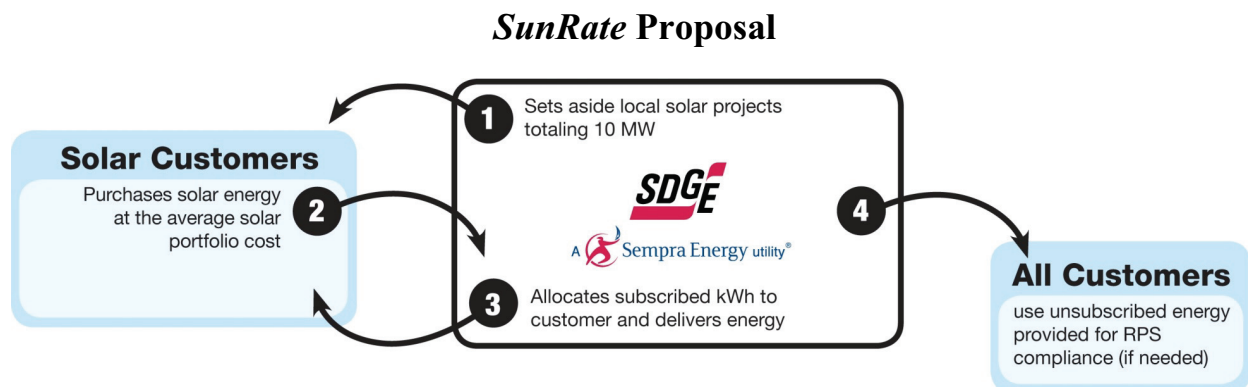 SunRate Proposal
1
Sets aside local solar projects
totaling 10 MW
Solar Customers
Purchases solar energy
at the average solar
portfolio cost
2
SDGE
A Sempra Energy utility®
4
3
Allocates subscribed kWh to
customer and delivers energy
All Customers
use unsubscribed energy
provided for RPS
compliance (if needed)